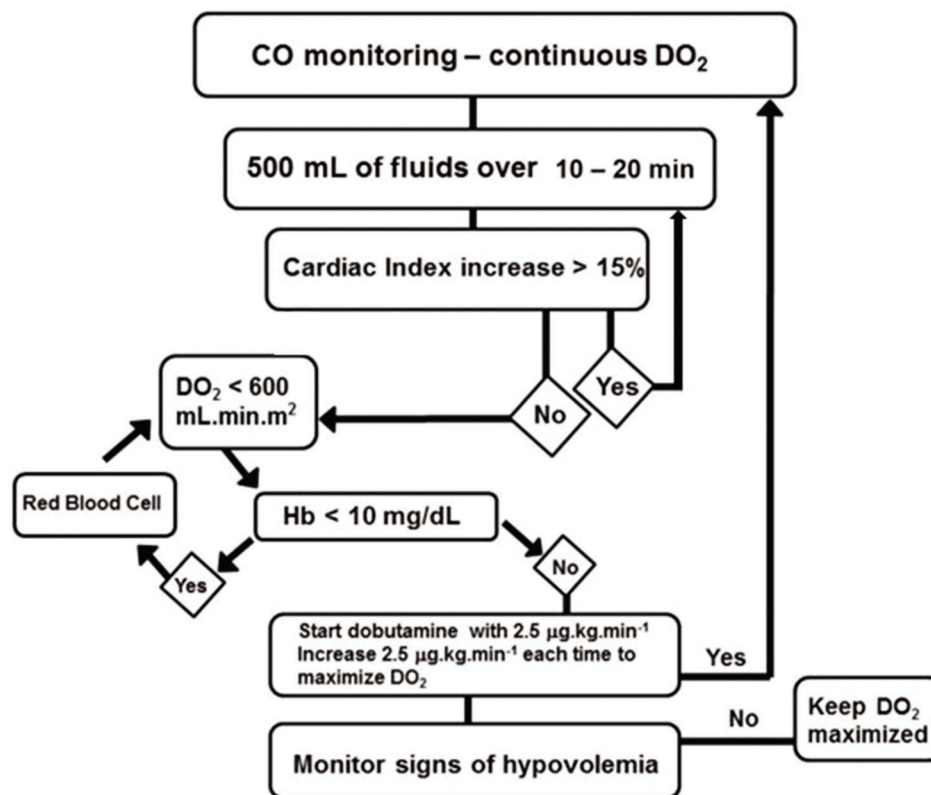 CO monitoring – continuous DO₂
500 mL of fluids over 10 – 20 min
Cardiac Index increase > 15%
DO₂ < 600
mL.min.m²
No
Yes
Red Blood Cell
Hb < 10 mg/dL
Yes
No
Start dobutamine with 2.5 µg.kg.min⁻¹
Increase 2.5 µg.kg.min⁻¹ each time to
maximize DO₂
Yes
No
Keep DO₂
maximized
Monitor signs of hypovolemia